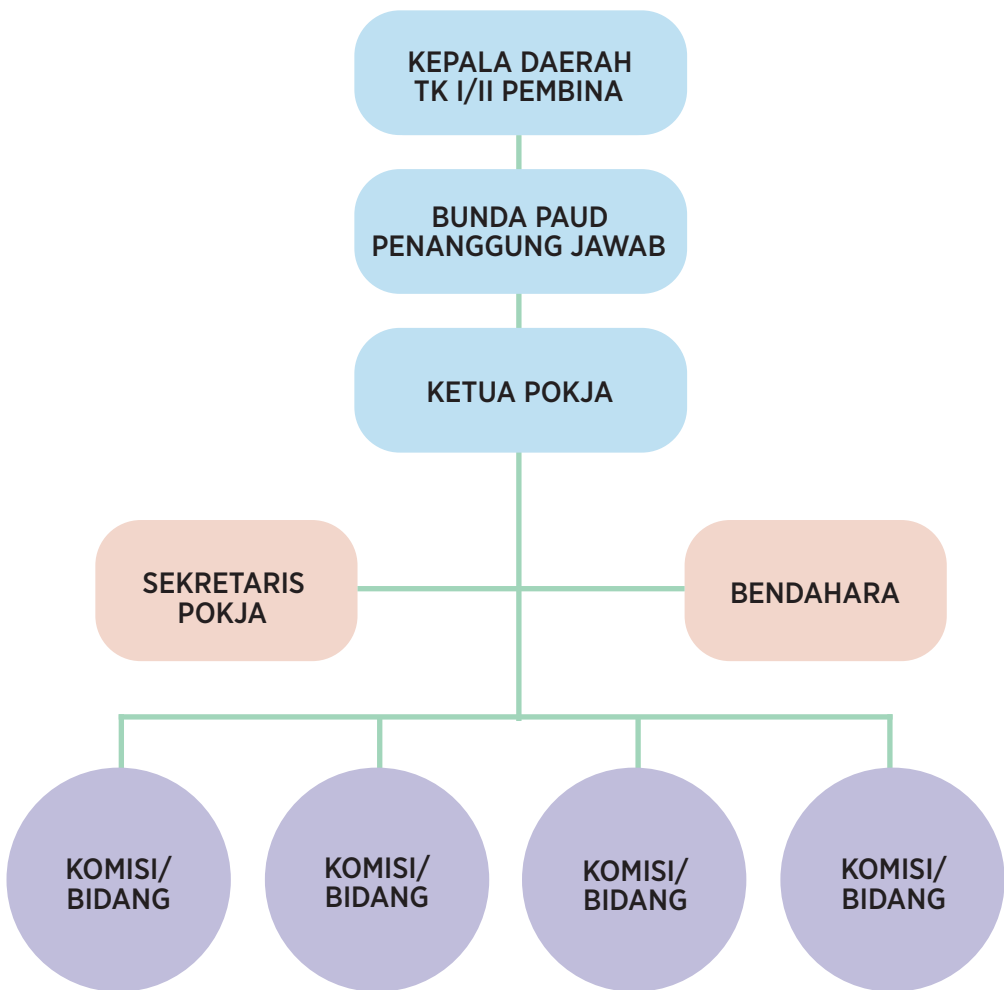 KEPALA DAERAH
TK I/II PEMBINA
BUNDA PAUD
PENANGGUNG JAWAB
KETUA POKJA
SEKRETARIS
POKJA
BENDAHARA
KOMISI/
BIDANG
KOMISI/
BIDANG
KOMISI/
BIDANG
KOMISI/
BIDANG